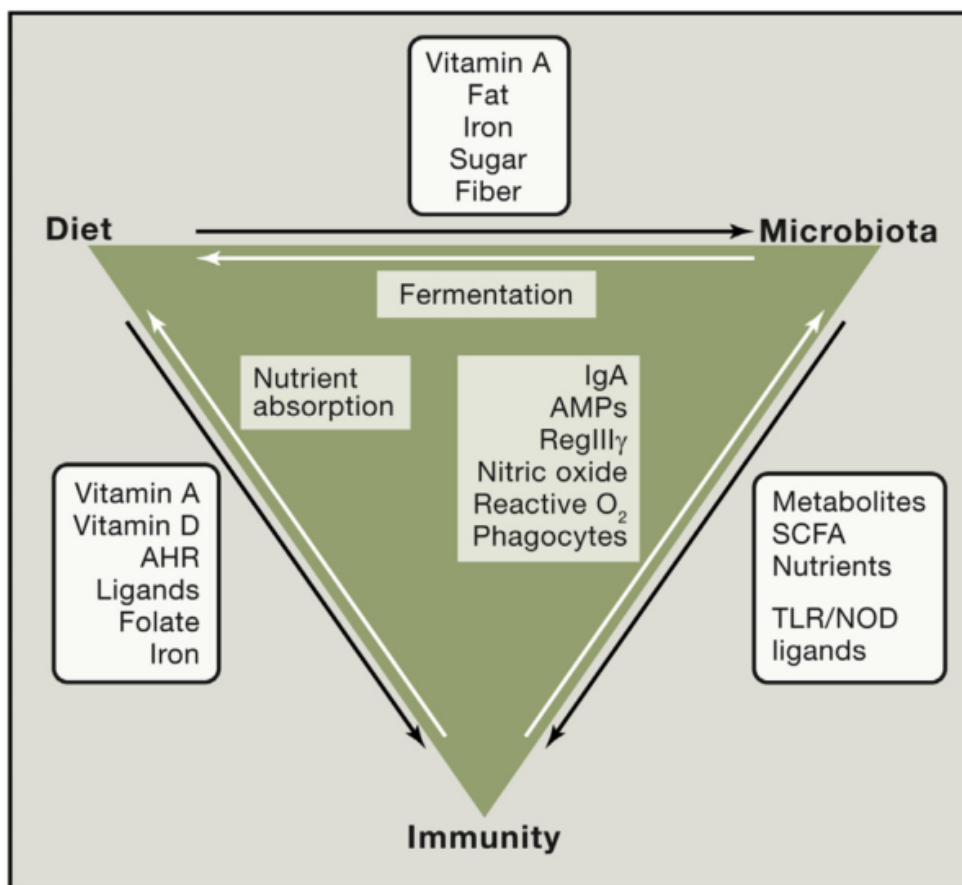 Vitamin A
Fat
Iron
Sugar
Fiber
Diet
Microbiota
Fermentation
Nutrient
absorption
IgA
AMPs
RegIIIγ
Nitric oxide
Reactive O₂
Phagocytes
Vitamin A
Vitamin D
AHR
Ligands
Folate
Iron
Metabolites
SCFA
Nutrients
TLR/NOD
ligands
Immunity